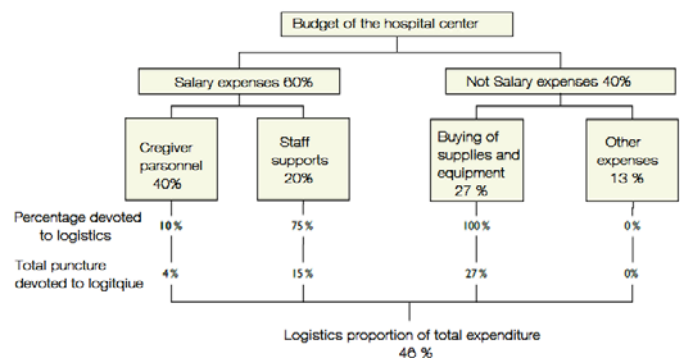 Budget of the hospital center
Salary expenses 60%
Not Salary expenses 40%
Cregiver
parsonnel
40%
Staff
supports
20%
Buying of
supplies and
equipment
27 %
Other
expenses
13 %
Percentage devoted
to logistics
10 %
75 %
100%
0%
Total puncture
devoted to logitqiue
4%
15 %
27%
0%
Logistics proportion of total expenditure
46 %